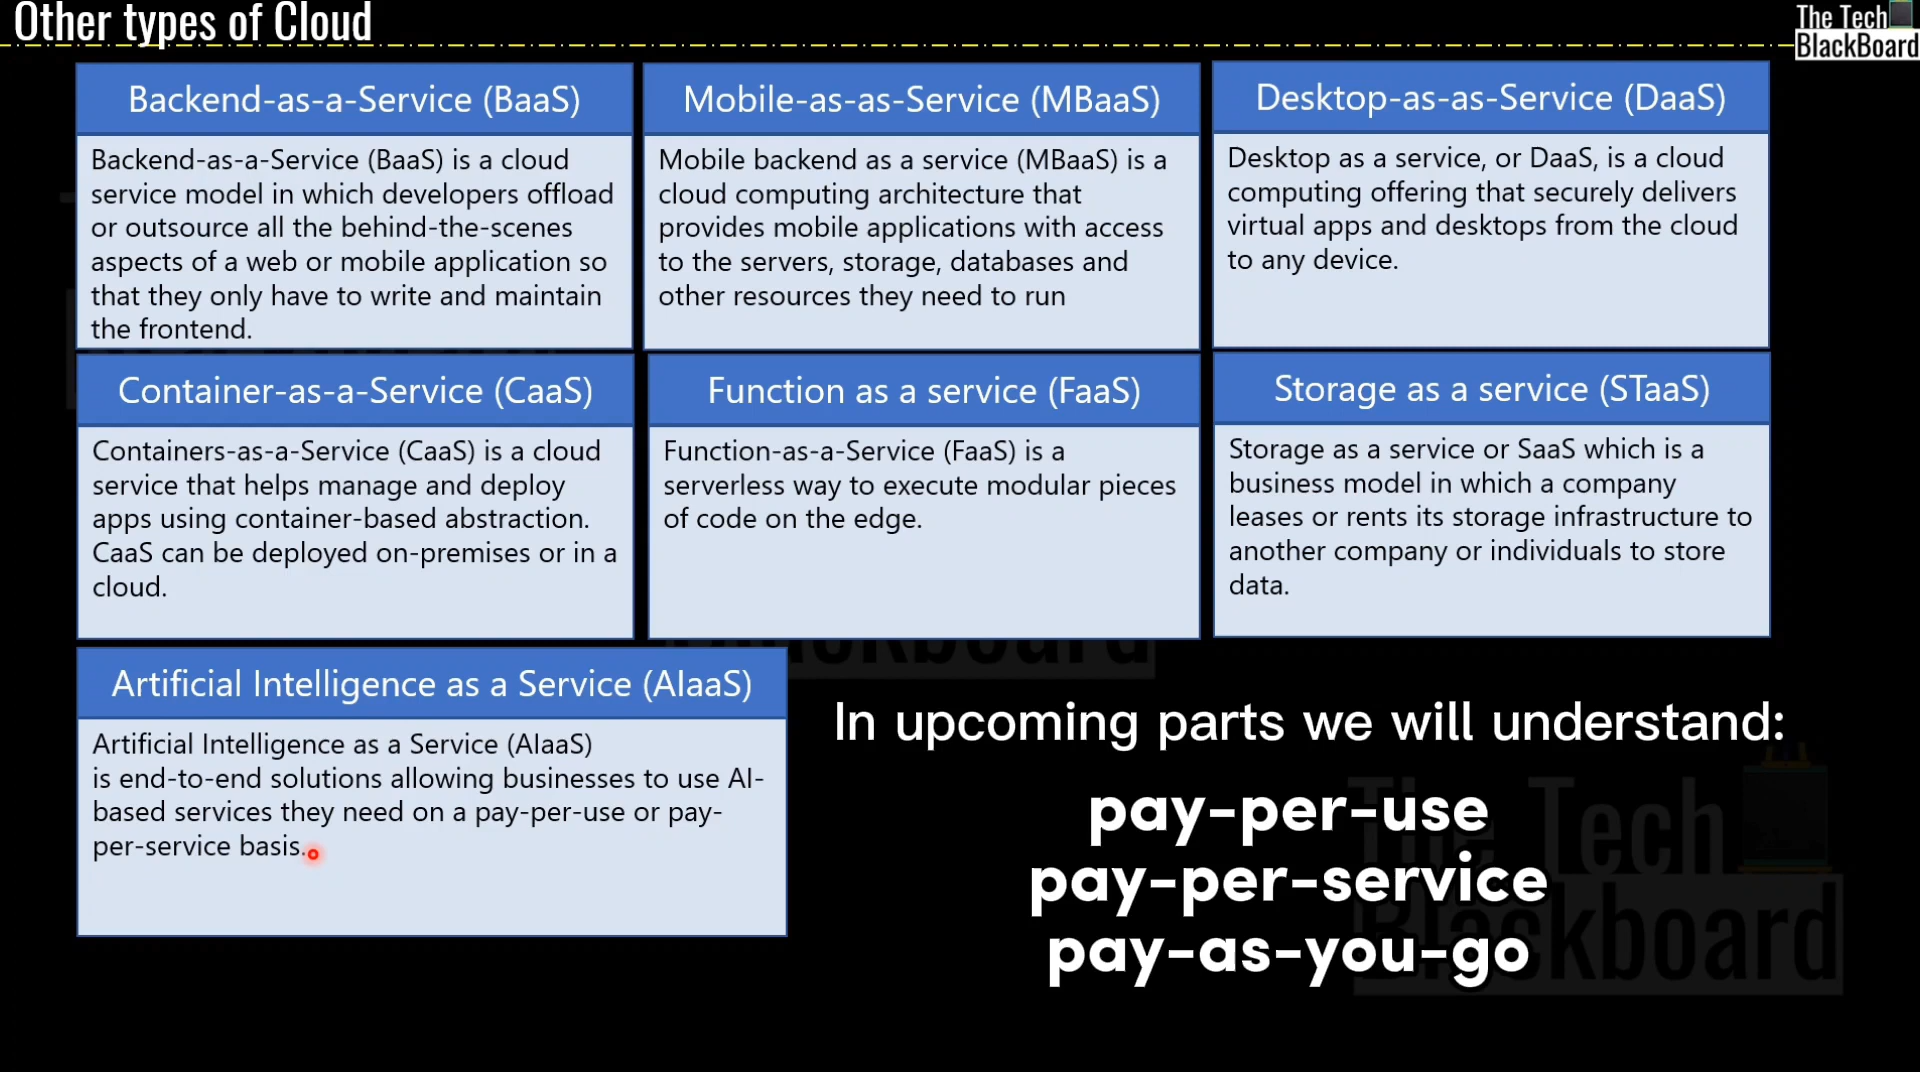 Other types of Cloud
The Tech
BlackBoard
Backend-as-a-Service (BaaS)
Backend-as-a-Service (BaaS) is a cloud
service model in which developers offload
or outsource all the behind-the-scenes
aspects of a web or mobile application so
that they only have to write and maintain
the frontend.
Mobile-as-as-Service (MBaaS)
Mobile backend as a service (MBaaS) is a
cloud computing architecture that
provides mobile applications with access
to the servers, storage, databases and
other resources they need to run
Desktop-as-as-Service (DaaS)
Desktop as a service, or DaaS, is a cloud
computing offering that securely delivers
virtual apps and desktops from the cloud
to any device.
Container-as-a-Service (CaaS)
Containers-as-a-Service (CaaS) is a cloud
service that helps manage and deploy
apps using container-based abstraction.
CaaS can be deployed on-premises or in a
cloud.
Function as a service (FaaS)
Function-as-a-Service (FaaS) is a
serverless way to execute modular pieces
of code on the edge.
Storage as a service (STaaS)
Storage as a service or SaaS which is a
business model in which a company
leases or rents its storage infrastructure to
another company or individuals to store
data.
Artificial Intelligence as a Service (AIaaS)
Artificial Intelligence as a Service (AIaaS)
is end-to-end solutions allowing businesses to use AI-
based services they need on a pay-per-use or pay-
per-service basis.
In upcoming parts we will understand:
pay-per-use
pay-per-service
pay-as-you-go
The Tech
Blackboard